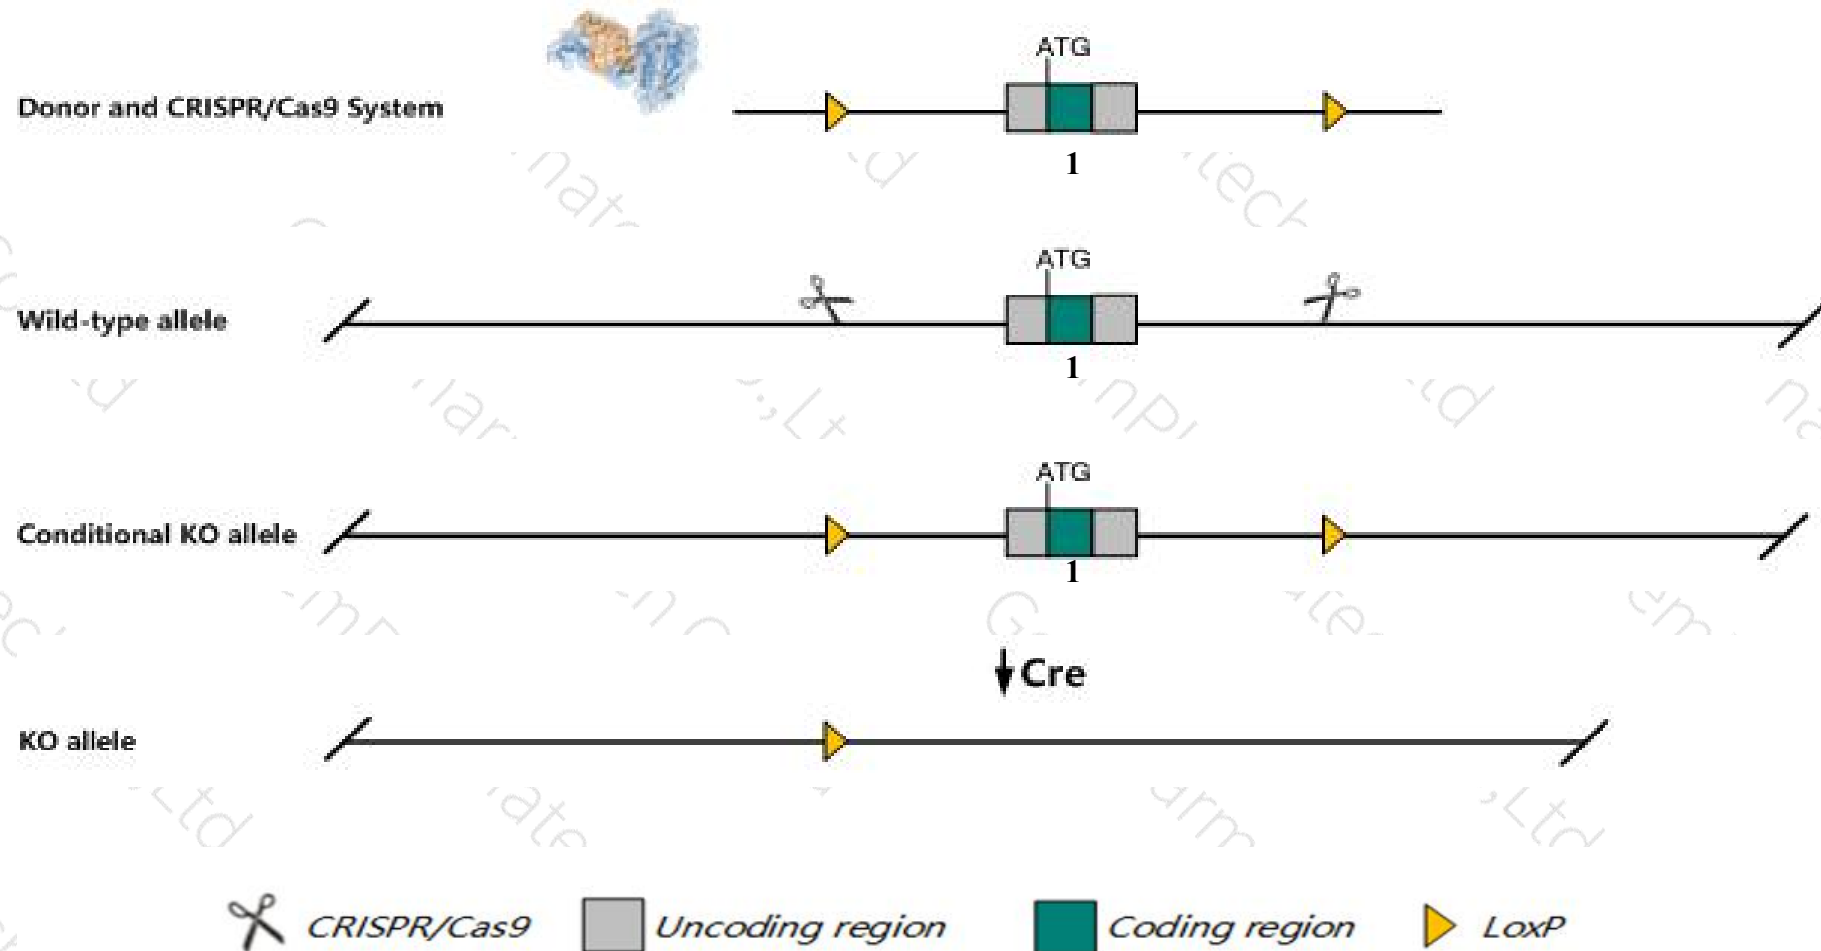 ATG
Donor and CRISPR/Cas9 System
1
ATG
Wild-type allele
1
ATG
Conditional KO allele
1
Cre
KO allele
CRISPR/Cas9
Uncoding region
Coding region
LoxP